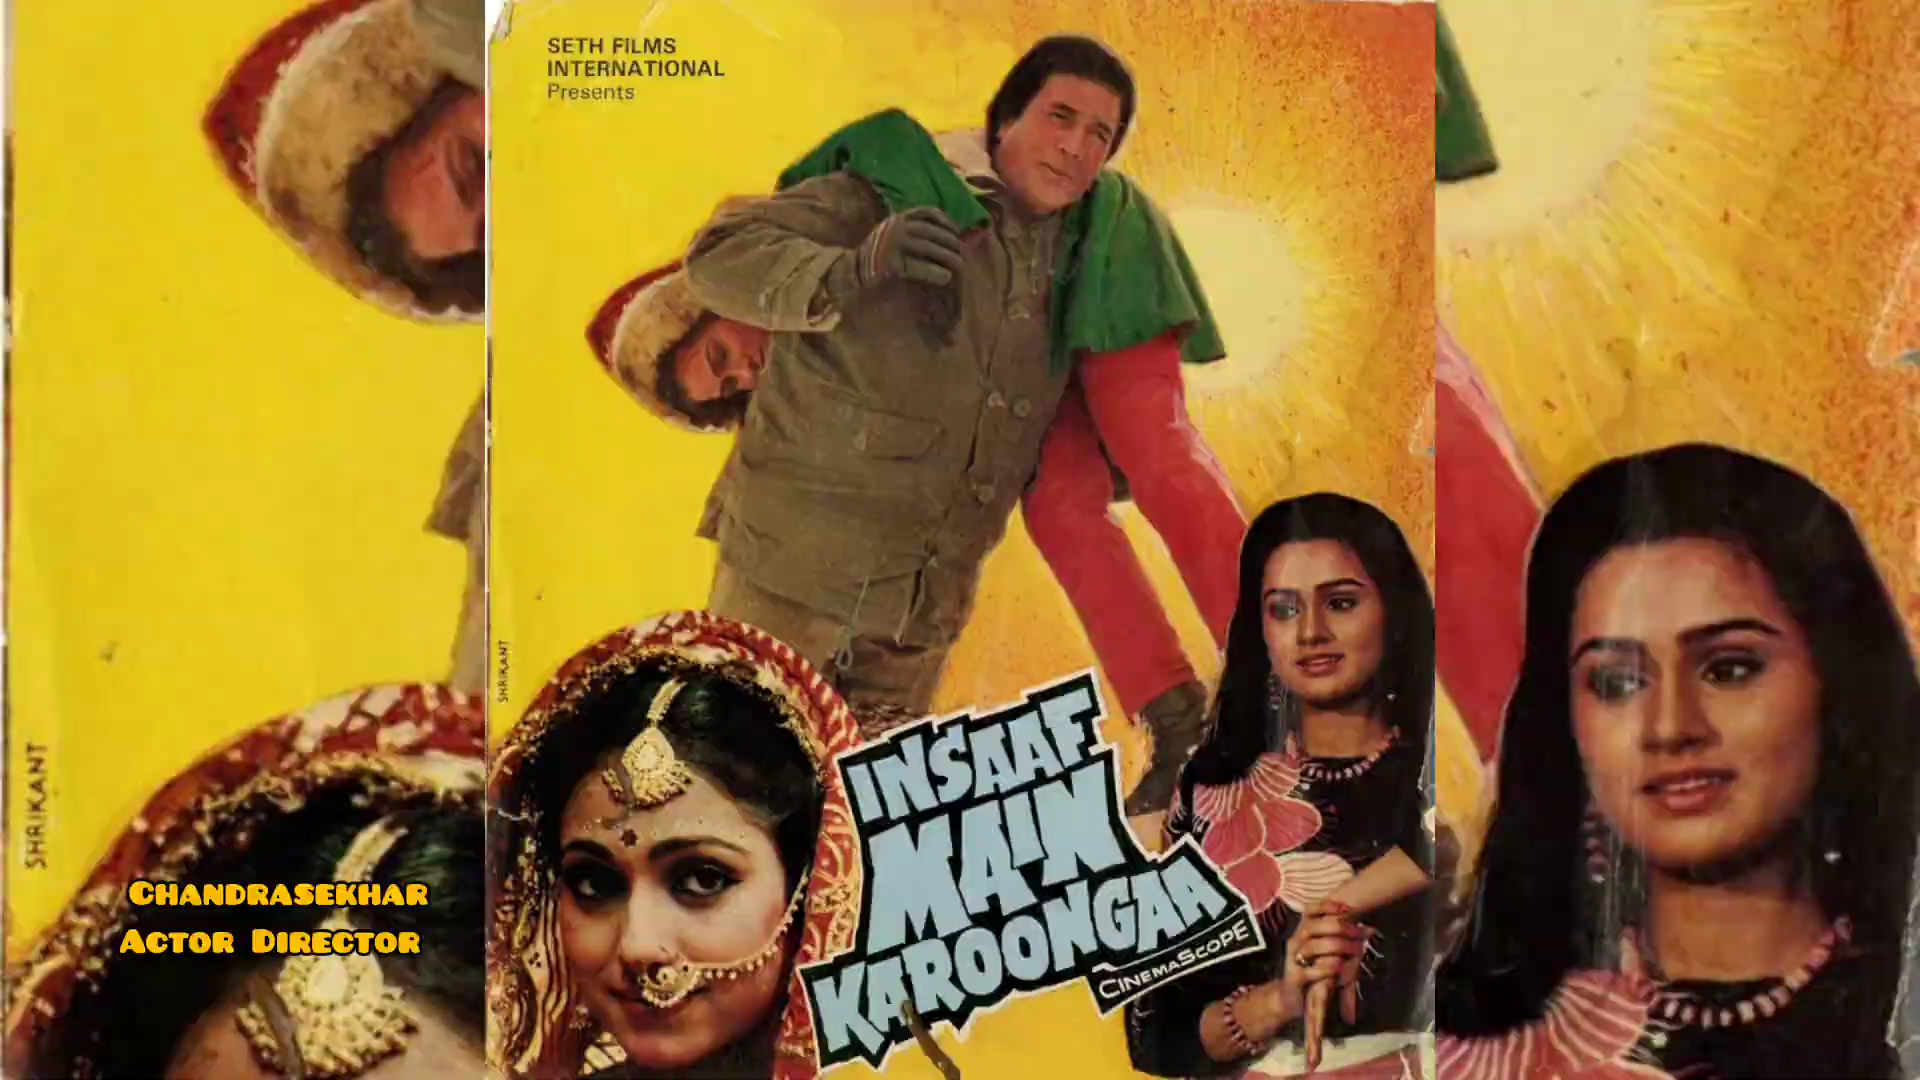 SETH FILMS
INTERNATIONAL
Presents
SHRIKANT
SHRIKANT
CHANDRASEKHAR
ACTOR DIRECTOR
INSAAF
MAIN
KAROONGAA
CINEMASCOPE